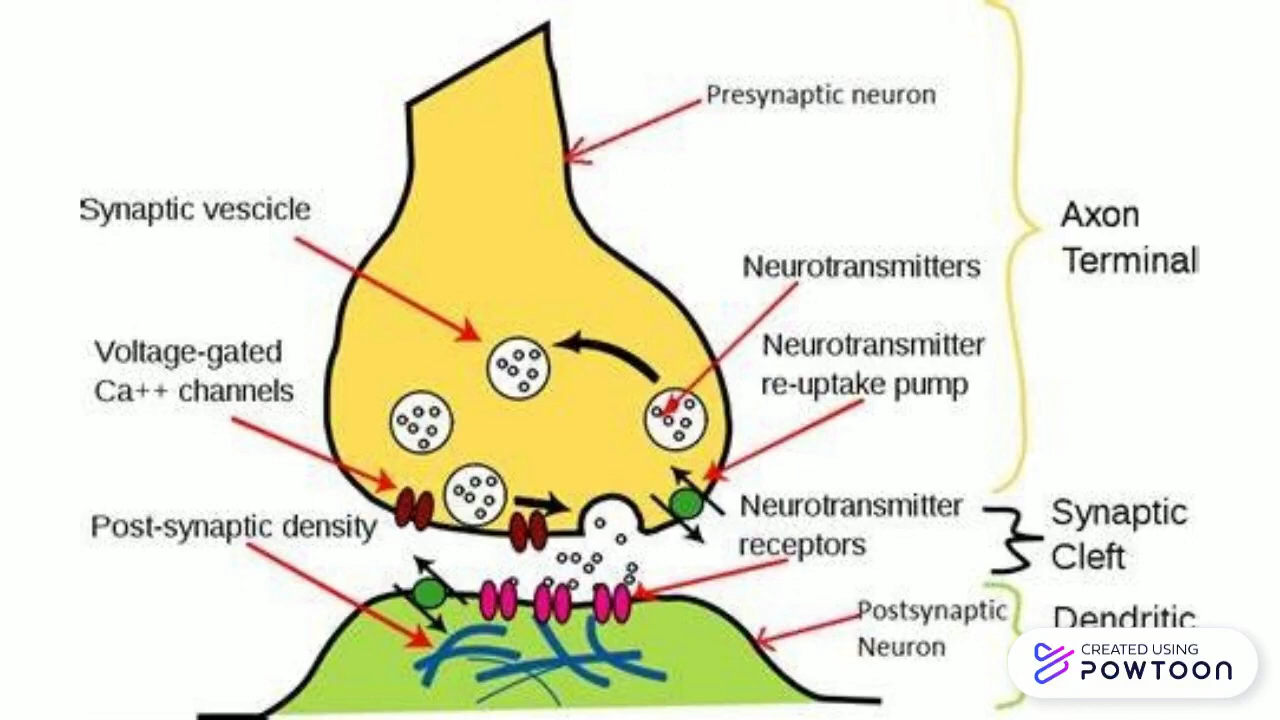 Presynaptic neuron
Synaptic vescicle
Axon
Terminal
Neurotransmitters
Voltage-gated
Ca++ channels
Neurotransmitter
re-uptake pump
Post-synaptic density
Neurotransmitter
receptors
Synaptic
Cleft
Postsynaptic
Neuron
Dendritic
CREATED USING
POWTOON